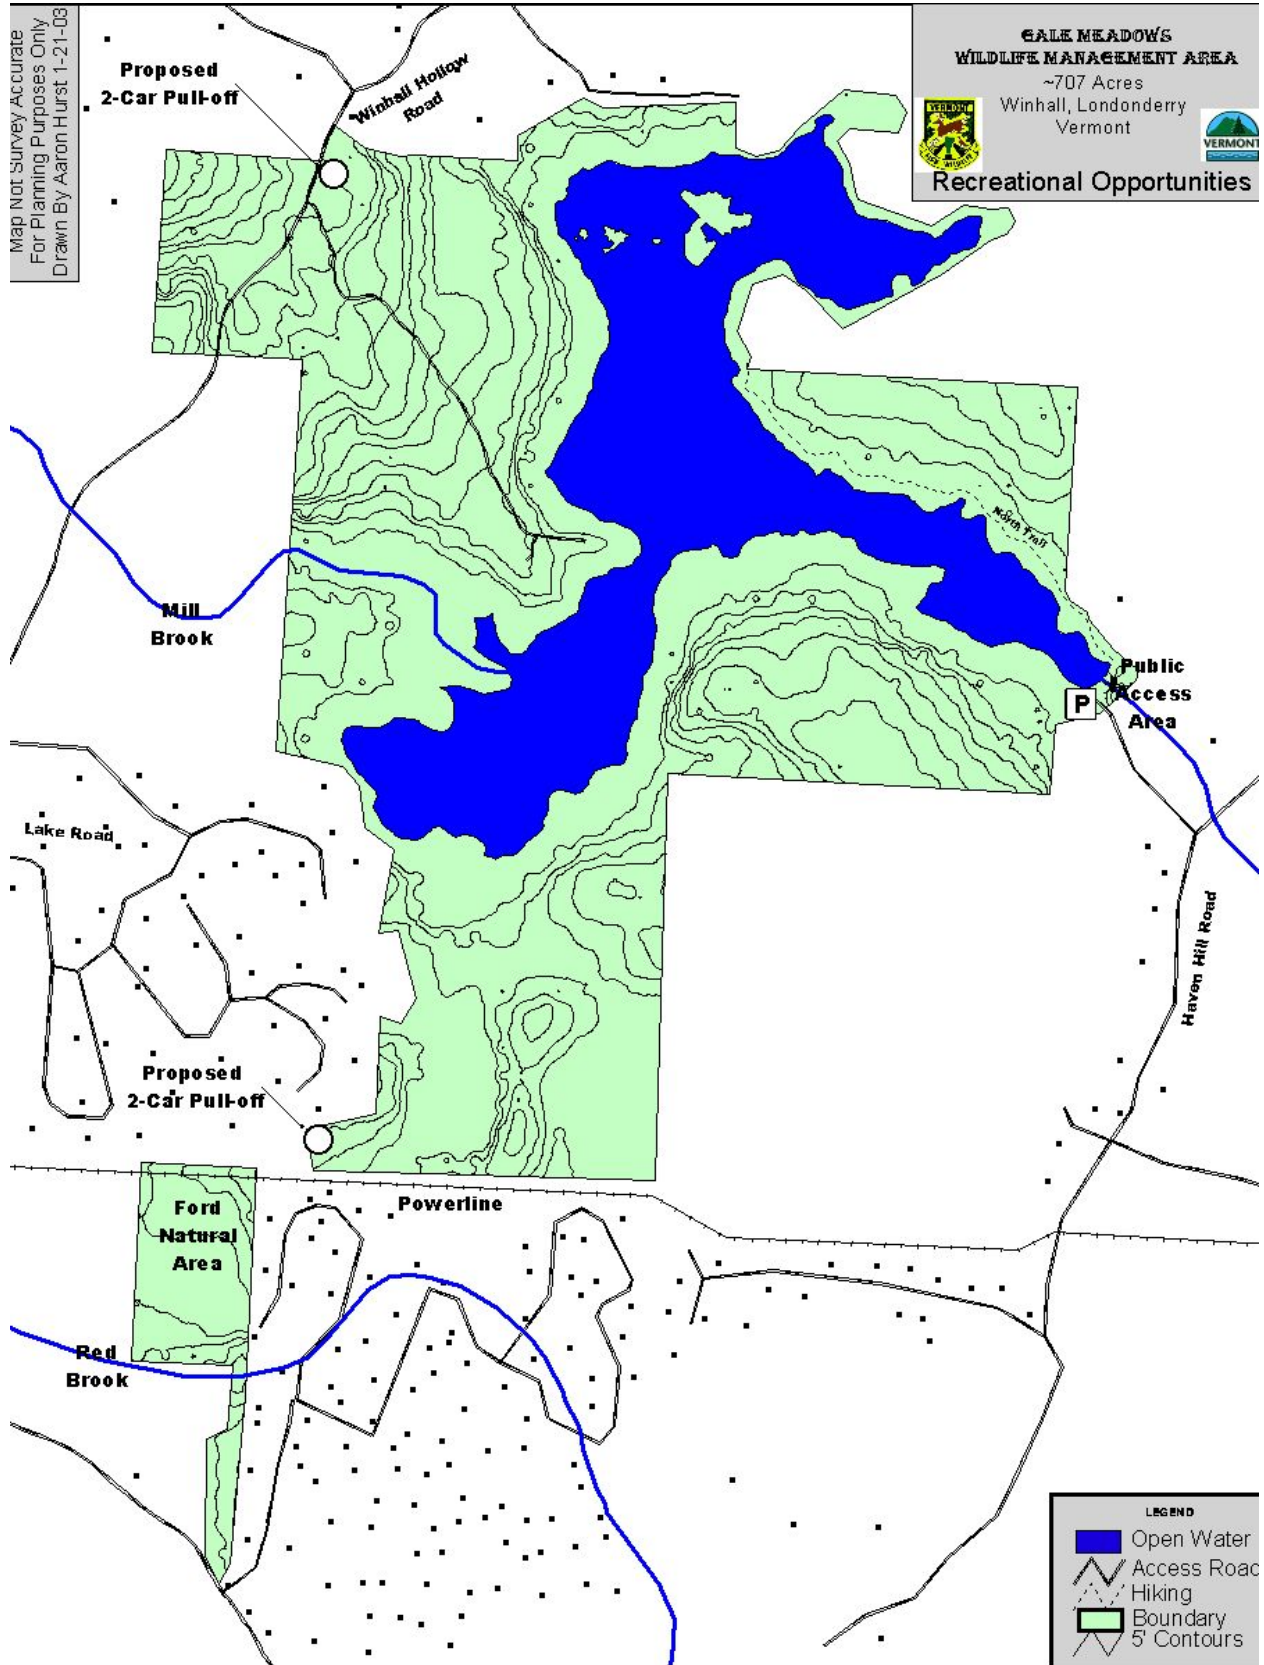 Map Not Survey Accurate
For Planning Purposes Only
Drawn By Aaron Hurst 1-21-03
GALE MEADOWS
WILDLIFE MANAGEMENT AREA
~707 Acres
Winhall, Londonderry
Vermont
VERMONT
VERMONT
Recreational Opportunities
Proposed
2-Car Pull-off
Winhall Hollow
Road
North Trail
Mill
Brook
Public
Access
Area
P
Lake Road
Haven Hill Road
Proposed
2-Car Pull-off
Powerline
Ford
Natural
Area
Red
Brook
LEGEND
Open Water
Access Road
Hiking
Boundary
5' Contours